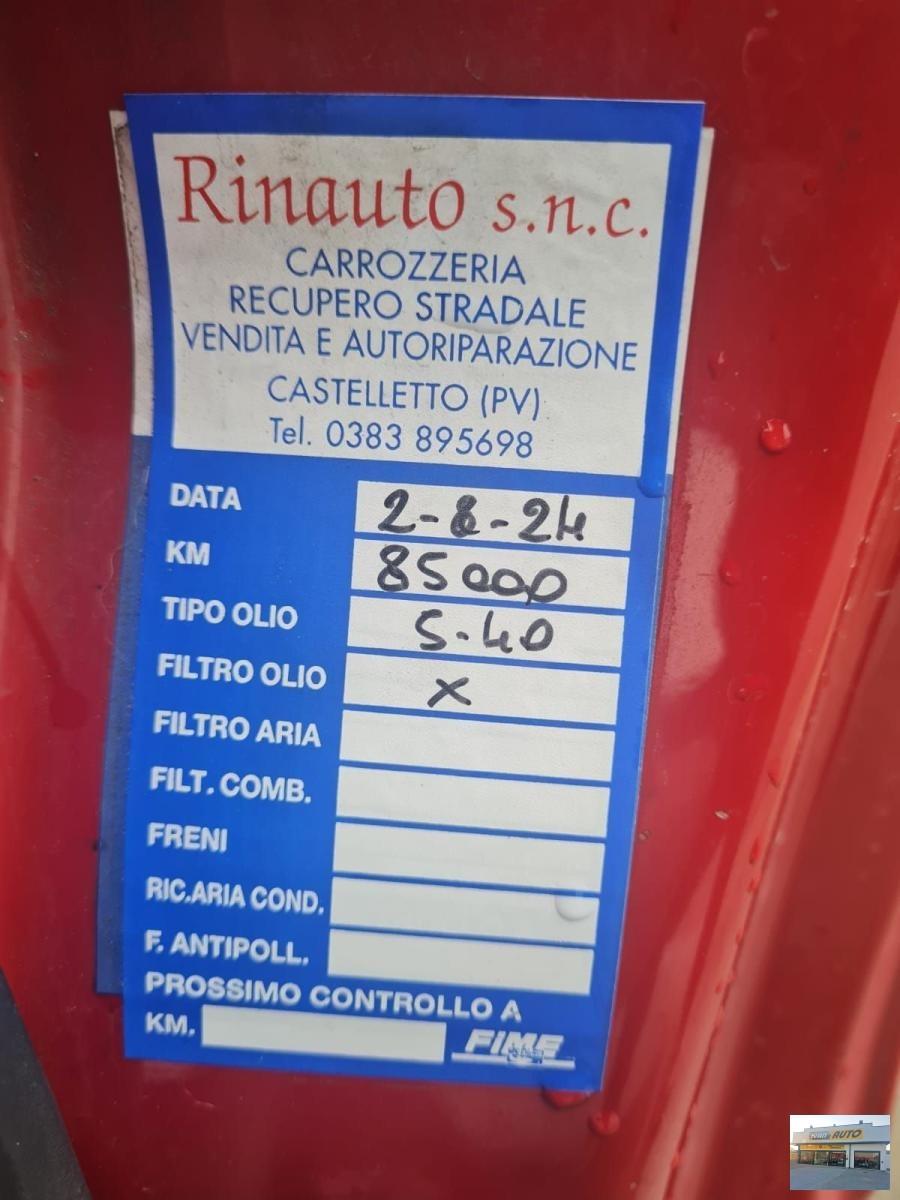 Rinauto s.n.c.
CARROZZERIA
RECUPERO STRADALE
VENDITA E AUTORIPARAZIONE
CASTELLETTO (PV)
Tel. 0383 895698
DATA 2-8-24
KM 85000
TIPO OLIO 5-40
FILTRO OLIO X
FILTRO ARIA
FILT. COMB.
FRENI
RIC.ARIA COND.
F. ANTIPOLL.
PROSSIMO CONTROLLO A
KM. FIME
AUTO